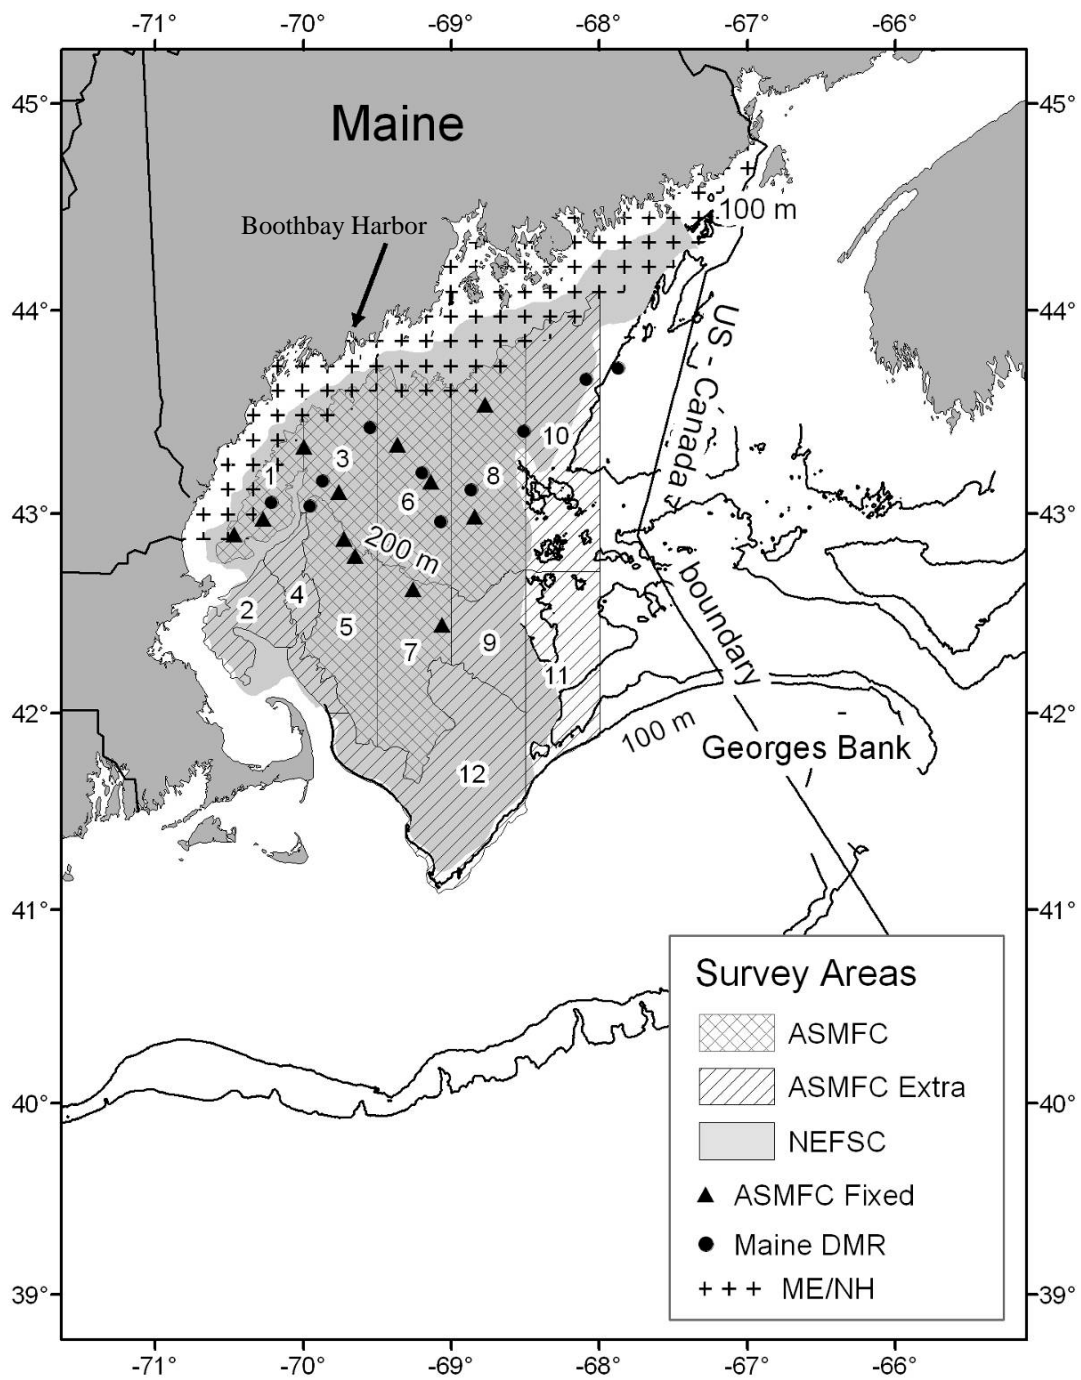 -71° -70° -69° -68° -67° -66°
45° 45°
Maine
100 m
Boothbay Harbor
44° 44°
US - Canada
10
1 3 8
6
43° 43°
200 m
boundary
4
2
5 9
7
11
42° 42°
100 m
Georges Bank
12
41° 41°
Survey Areas
ASMFC
ASMFC Extra
40° 40°
NEFSC
ASMFC Fixed
Maine DMR
ME/NH
39° 39°
-71° -70° -69° -68° -67° -66°